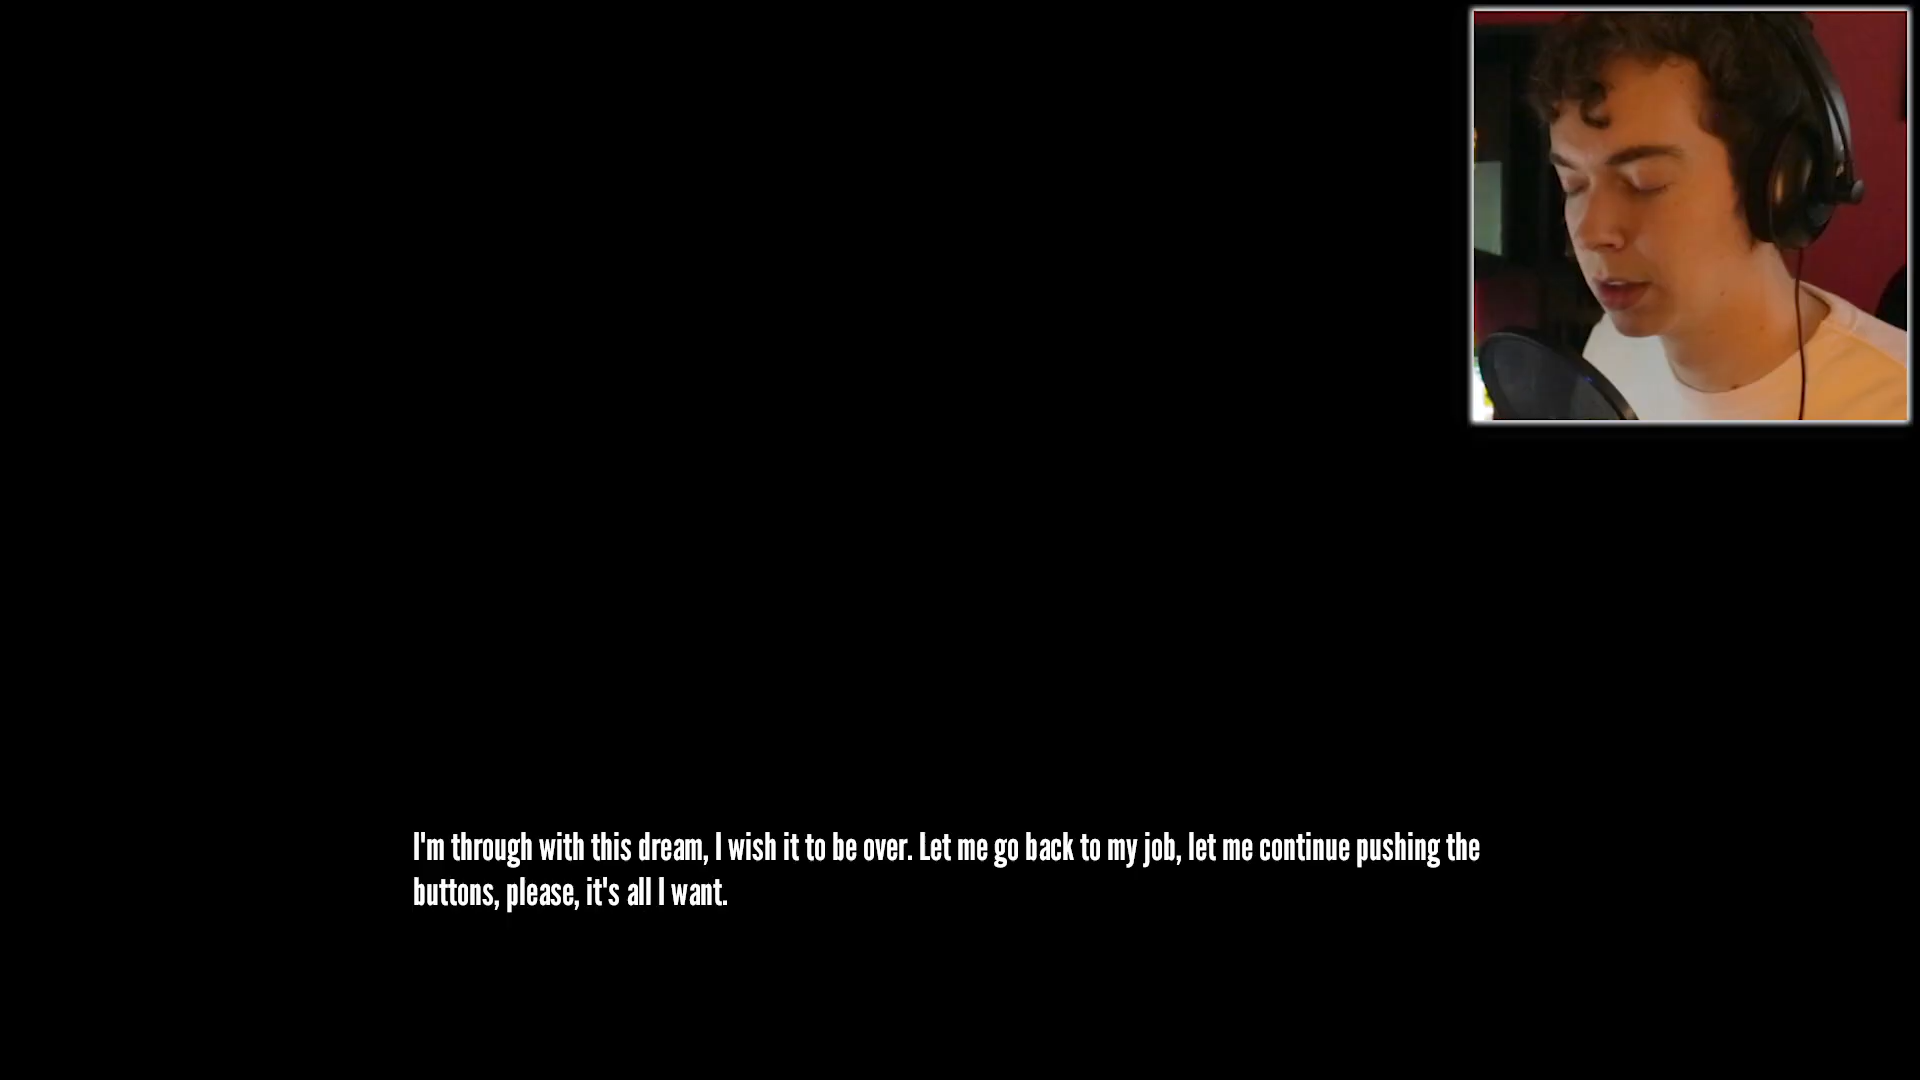 I'm through with this dream, I wish it to be over. Let me go back to my job, let me continue pushing the
buttons, please, it's all I want.